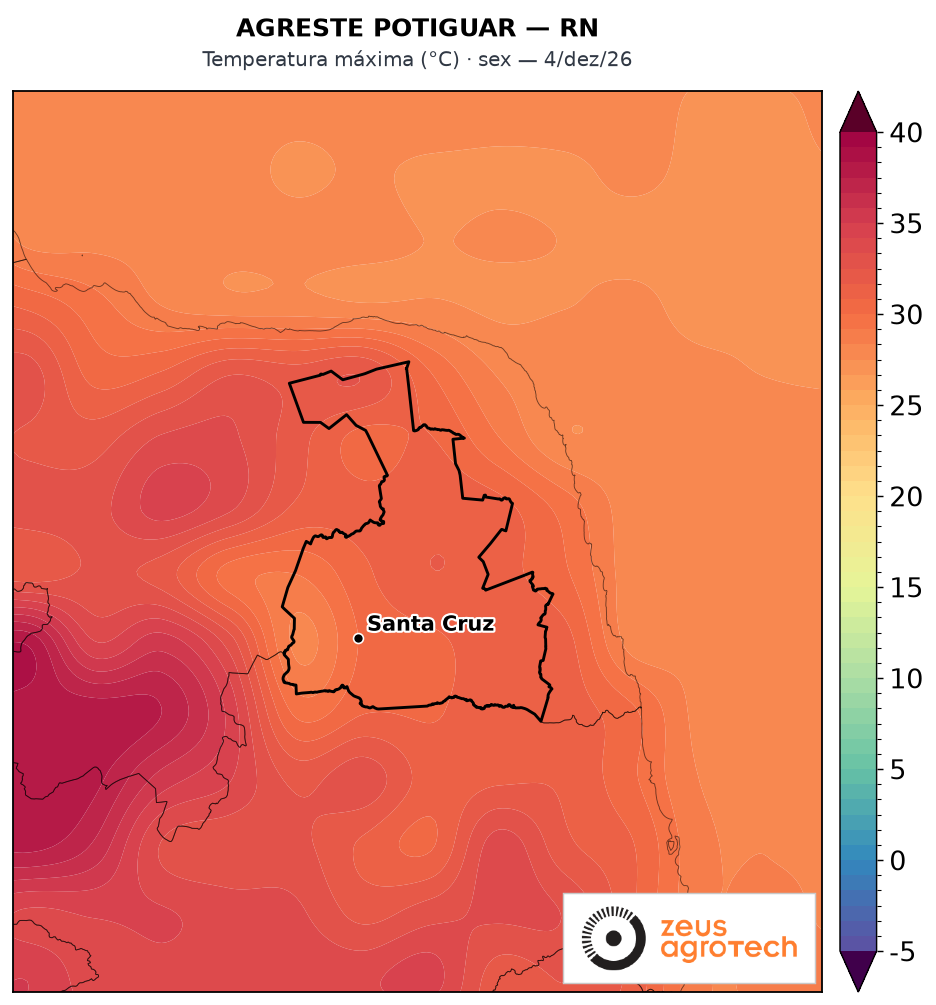 AGRESTE POTIGUAR — RN
Temperatura máxima (°C) · sex — 4/dez/26
40
35
30
25
20
15
10
5
0
-5
Santa Cruz
zeus
agroтech